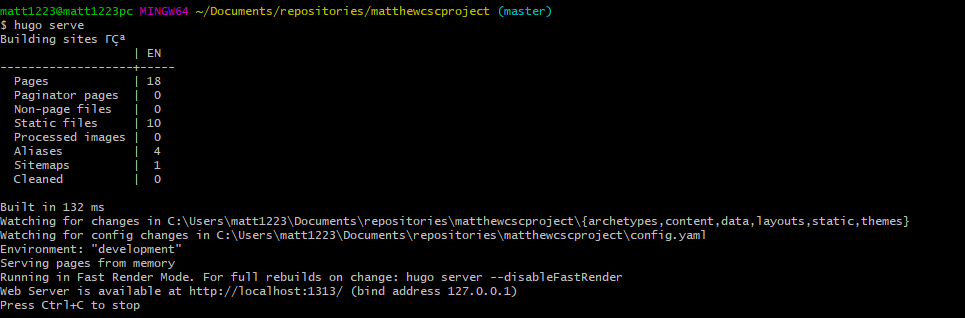 matt1223@matt1223pc MINGW64 ~/Documents/repositories/matthewcscproject (master)
$ hugo serve
Building sites ΓÇª
                   | EN
-------------------+-----
  Pages            | 18
  Paginator pages  |  0
  Non-page files   |  0
  Static files     | 10
  Processed images |  0
  Aliases          |  4
  Sitemaps         |  1
  Cleaned          |  0

Built in 132 ms
Watching for changes in C:\Users\matt1223\Documents\repositories\matthewcscproject\{archetypes,content,data,layouts,static,themes}
Watching for config changes in C:\Users\matt1223\Documents\repositories\matthewcscproject\config.yaml
Environment: "development"
Serving pages from memory
Running in Fast Render Mode. For full rebuilds on change: hugo server --disableFastRender
Web Server is available at http://localhost:1313/ (bind address 127.0.0.1)
Press Ctrl+C to stop